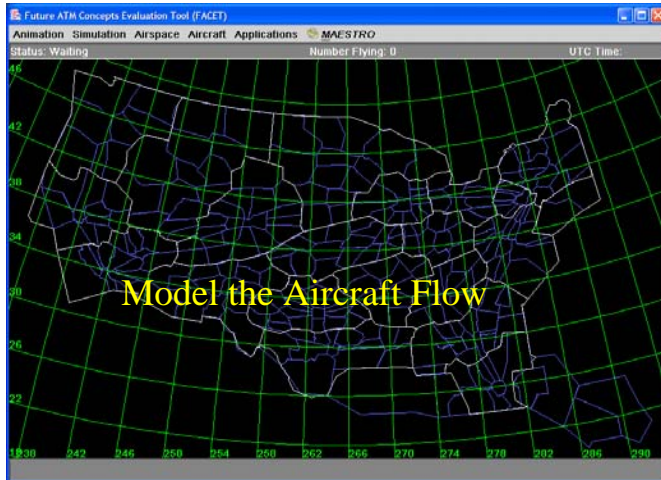 Future ATM Concepts Evaluation Tool (FACET)
Animation Simulation Airspace Aircraft Applications MAESTRO
Status: Waiting Number Flying: 0 UTC Time:
46
42
38
34
30
26
22
Model the Aircraft Flow
242 246 250 254 258 262 266 270 274 278 282 286 290